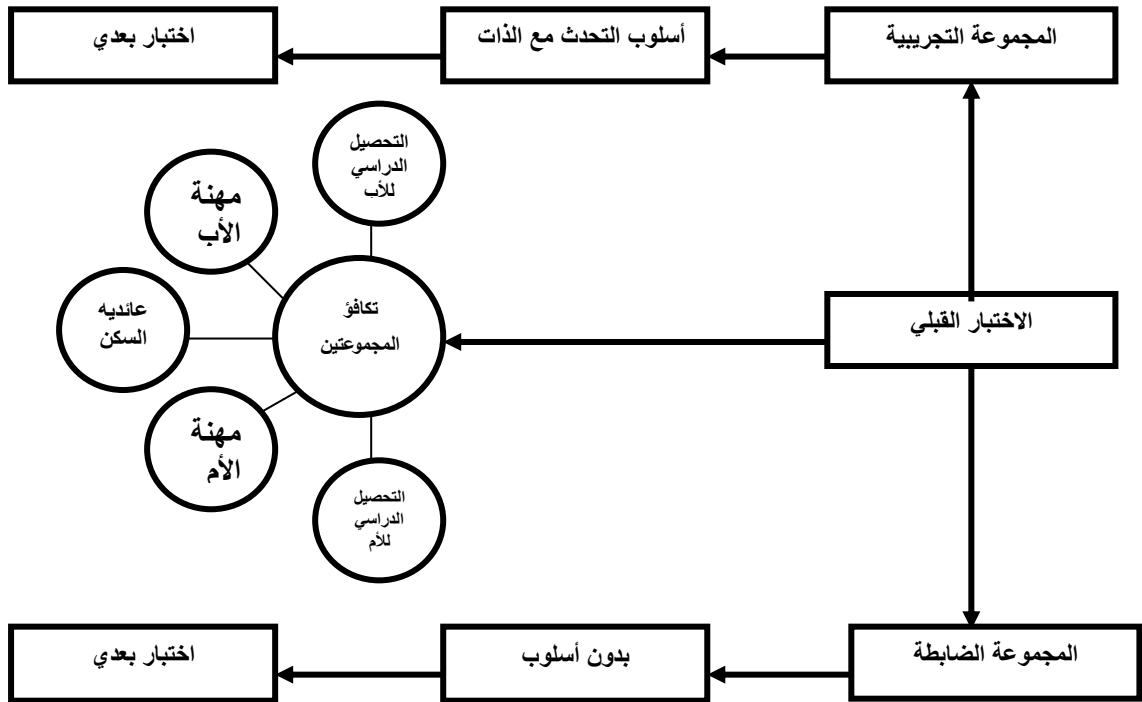 المجموعة التجريبية
أسلوب التحدث مع الذات
اختبار بعدي
التحصيل
الدراسي
للأب
مهنة
الأب
عائديه
السكن
تكافؤ
المجموعتين
الاختبار القبلي
مهنة
الأم
التحصيل
الدراسي
للأم
المجموعة الضابطة
بدون أسلوب
اختبار بعدي